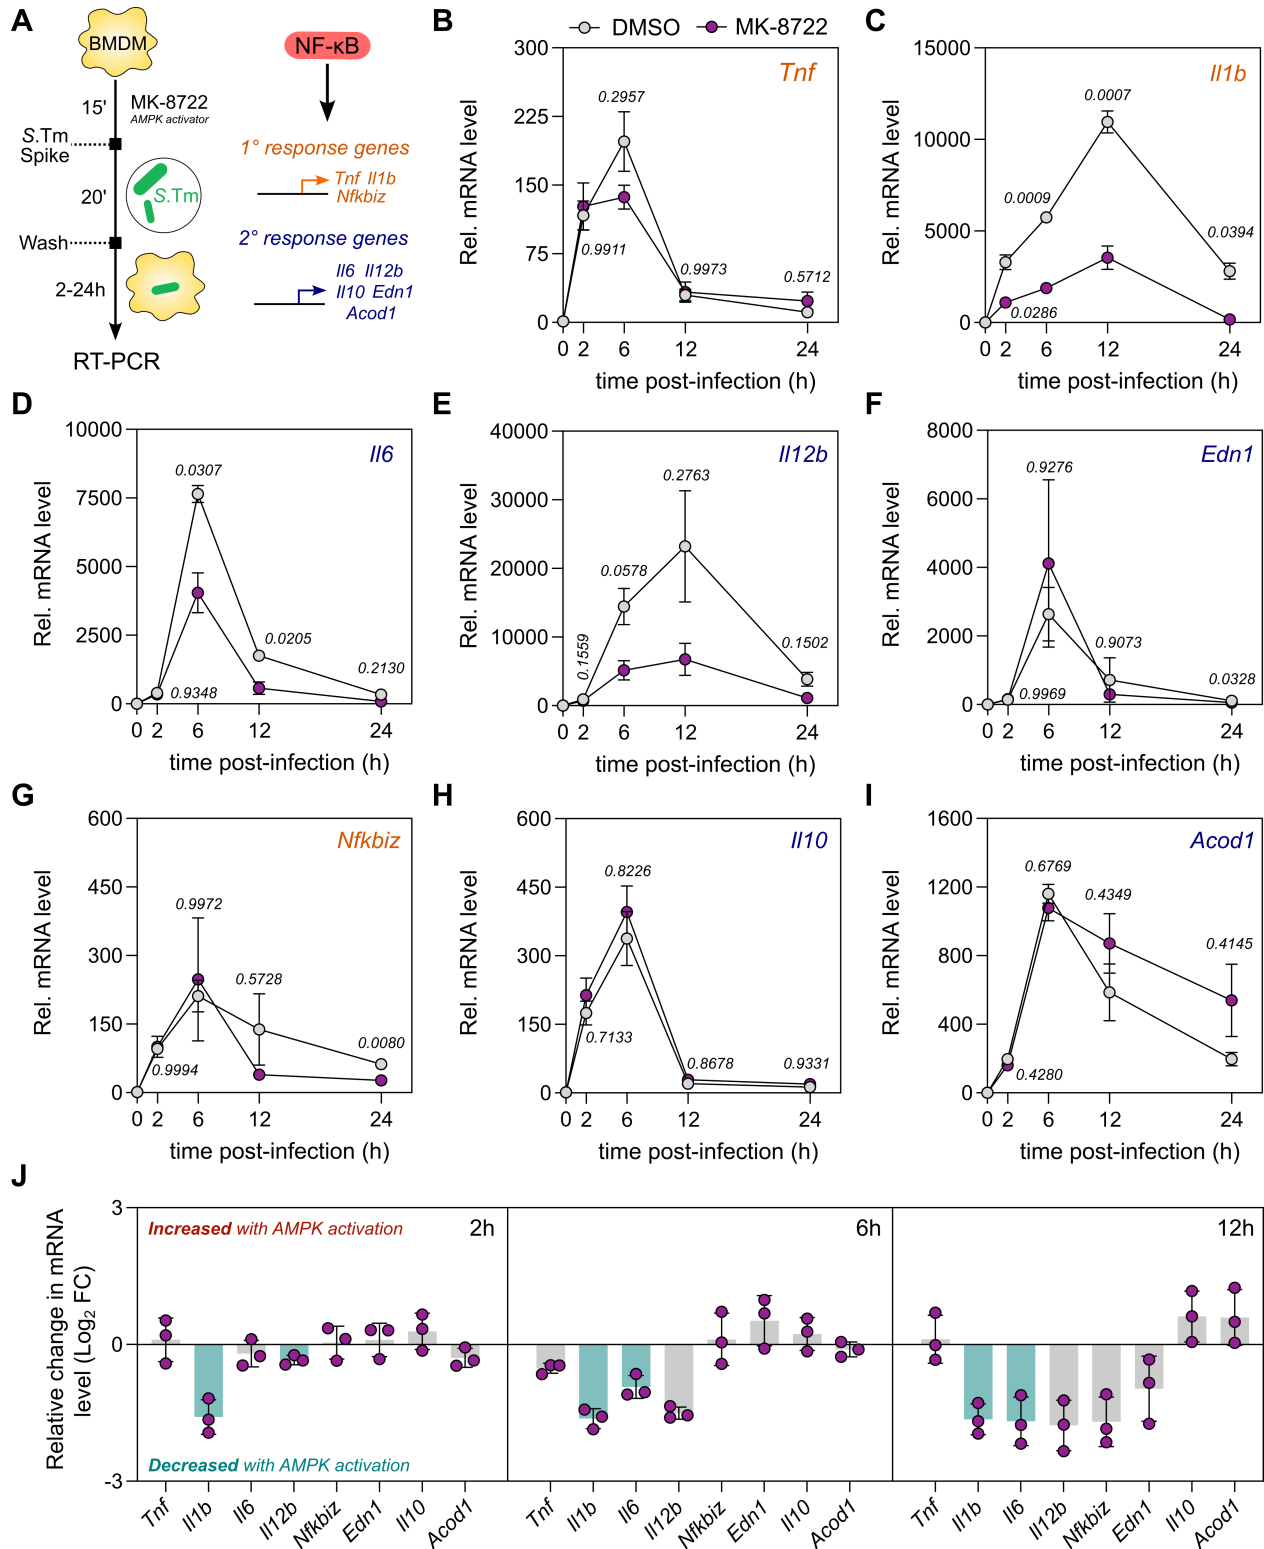 A
BMDM
15'
MK-8722
AMPK activator
S.Tm
Spike
20'
S.Tm
Wash
2-24h
RT-PCR
NF-κB
1° response genes
Tnf Il1b
Nfkbiz
2° response genes
Il6 Il12b
Il10 Edn1
Acod1
DMSO MK-8722
B
Tnf
Rel. mRNA level
300
225
150
75
0
0.2957
0.9911
0.9973
0.5712
0 2 6 12 24
time post-infection (h)
C
Il1b
Rel. mRNA level
15000
10000
5000
0
0.0007
0.0009
0.0394
0.0286
0 2 6 12 24
time post-infection (h)
D
Il6
Rel. mRNA level
10000
7500
5000
2500
0
0.0307
0.0205
0.2130
0.9348
0 2 6 12 24
time post-infection (h)
E
Il12b
Rel. mRNA level
40000
30000
20000
10000
0
0.2763
0.0578
0.1559
0.1502
0 2 6 12 24
time post-infection (h)
F
Edn1
Rel. mRNA level
8000
6000
4000
2000
0
0.9276
0.9073
0.0328
0.9969
0 2 6 12 24
time post-infection (h)
G
Nfkbiz
Rel. mRNA level
600
450
300
150
0
0.9972
0.5728
0.0080
0.9994
0 2 6 12 24
time post-infection (h)
H
Il10
Rel. mRNA level
600
450
300
150
0
0.8226
0.7133
0.8678
0.9331
0 2 6 12 24
time post-infection (h)
I
Acod1
Rel. mRNA level
1600
1200
800
400
0
0.6769
0.4349
0.4145
0.4280
0 2 6 12 24
time post-infection (h)
J
Relative change in mRNA
level (Log2 FC)
3
0
-3
Increased with AMPK activation
Decreased with AMPK activation
2h
6h
12h
Tnf Il1b Il6 Il12b Nfkbiz Edn1 Il10 Acod1
Tnf Il1b Il6 Il12b Nfkbiz Edn1 Il10 Acod1
Tnf Il1b Il6 Il12b Nfkbiz Edn1 Il10 Acod1